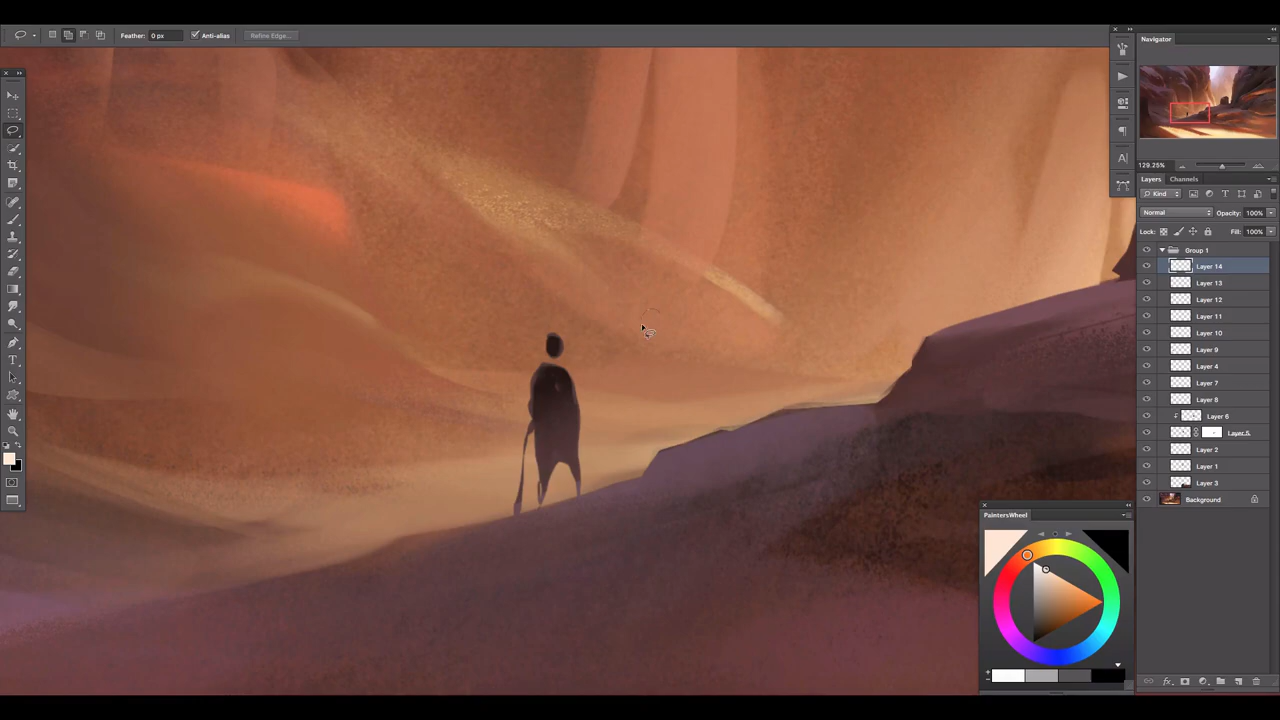 Feather: 0 px Anti-alias Refine Edge...
Navigator
129.25%
Layers Channels
Kind
Normal Opacity: 100%
Lock: Fill: 100%
Group 1
Layer 14
Layer 13
Layer 12
Layer 11
Layer 10
Layer 9
Layer 4
Layer 7
Layer 8
Layer 6
Layer 5
Layer 2
Layer 1
Layer 3
Background
PaintersWheel